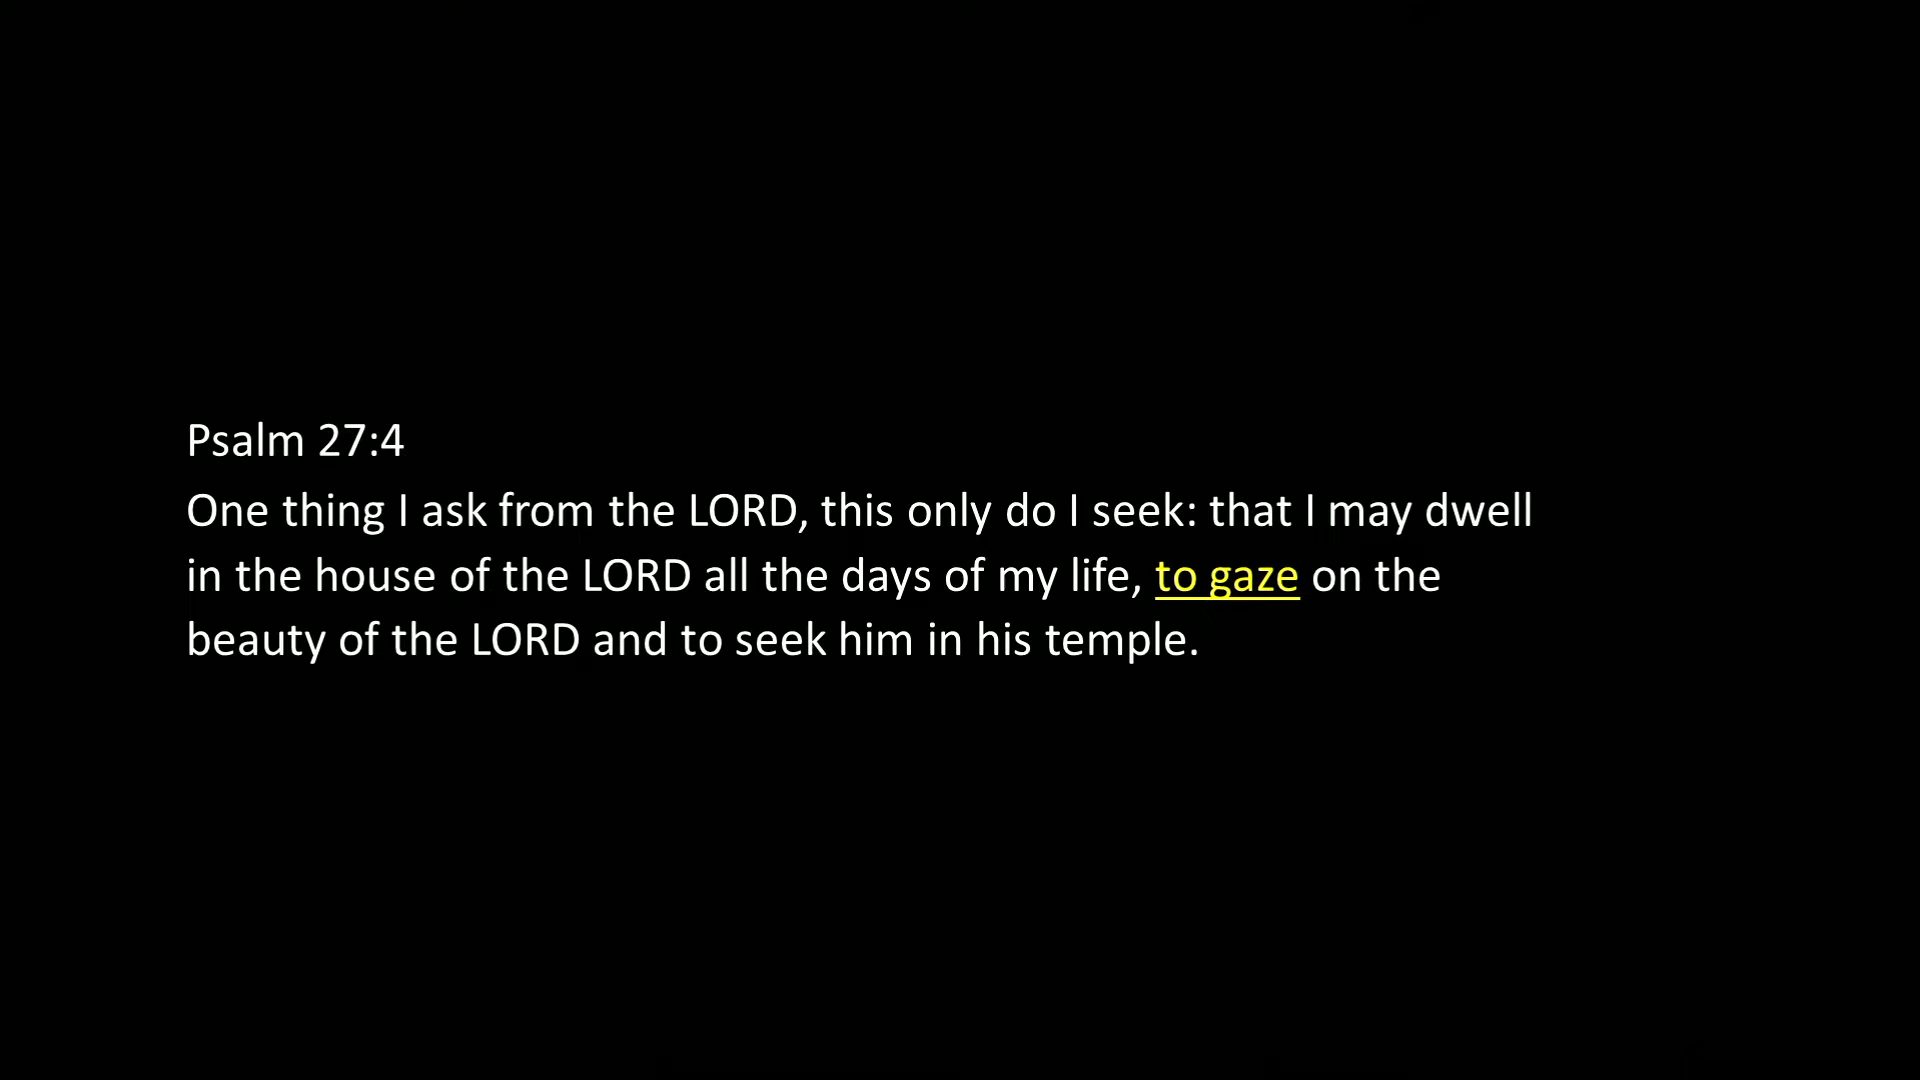 Psalm 27:4
One thing I ask from the LORD, this only do I seek: that I may dwell
in the house of the LORD all the days of my life, to gaze on the
beauty of the LORD and to seek him in his temple.